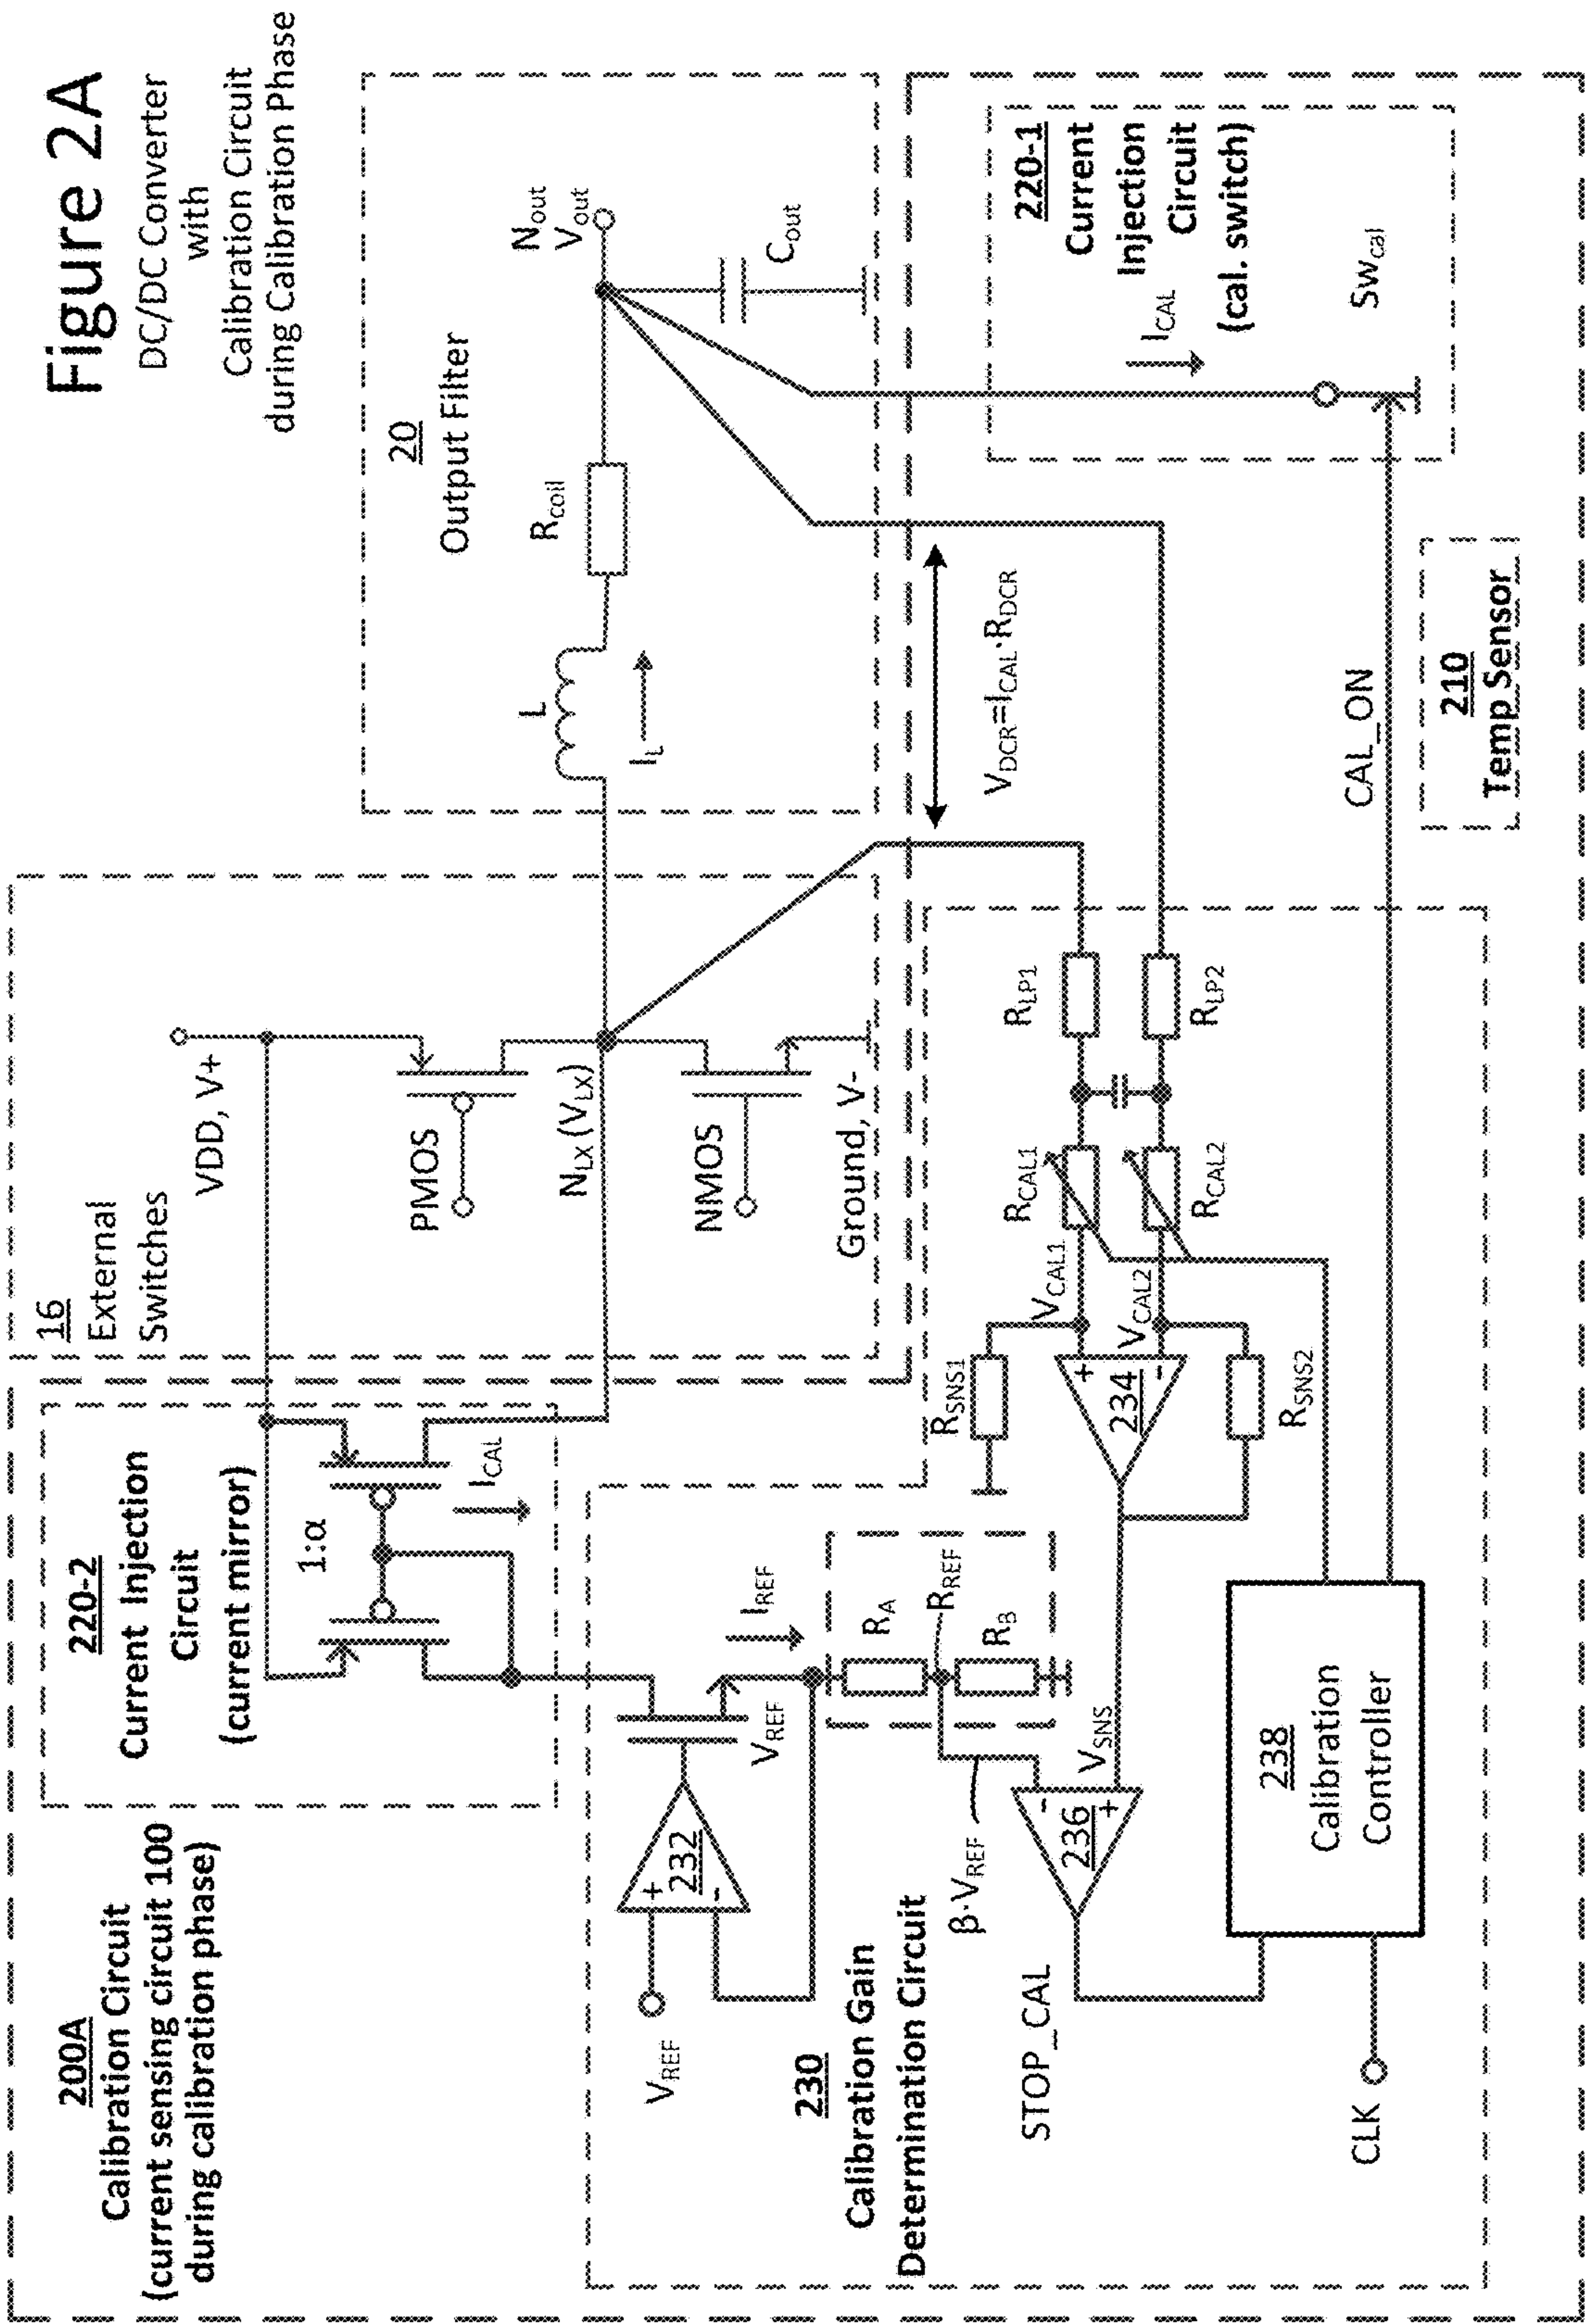 Figure 2A
DC/DC Converter
with
Calibration Circuit
during Calibration Phase
200A
Calibration Circuit
(current sensing circuit 100
during calibration phase)
220-2
Current Injection
Circuit
(current mirror)
1:α
I_CAL
16
External
Switches
VDD, V+
PMOS
N_LX (V_LX)
NMOS
Ground, V-
20
Output Filter
L
I_L
R_coil
N_out
V_out
C_out
V_DCR=I_CAL·R_DCR
220-1
Current
Injection
Circuit
(cal. switch)
I_CAL
Sw_cal
CAL_ON
210
Temp Sensor
230
Calibration Gain
Determination Circuit
V_REF
+
232
-
V_REF
I_REF
R_A
R_REF
R_B
β·V_REF
V_SNS
-
236
+
STOP_CAL
CLK
238
Calibration
Controller
R_SNS1
V_CAL1
+
234
-
V_CAL2
R_SNS2
R_CAL1
R_CAL2
R_LP1
R_LP2